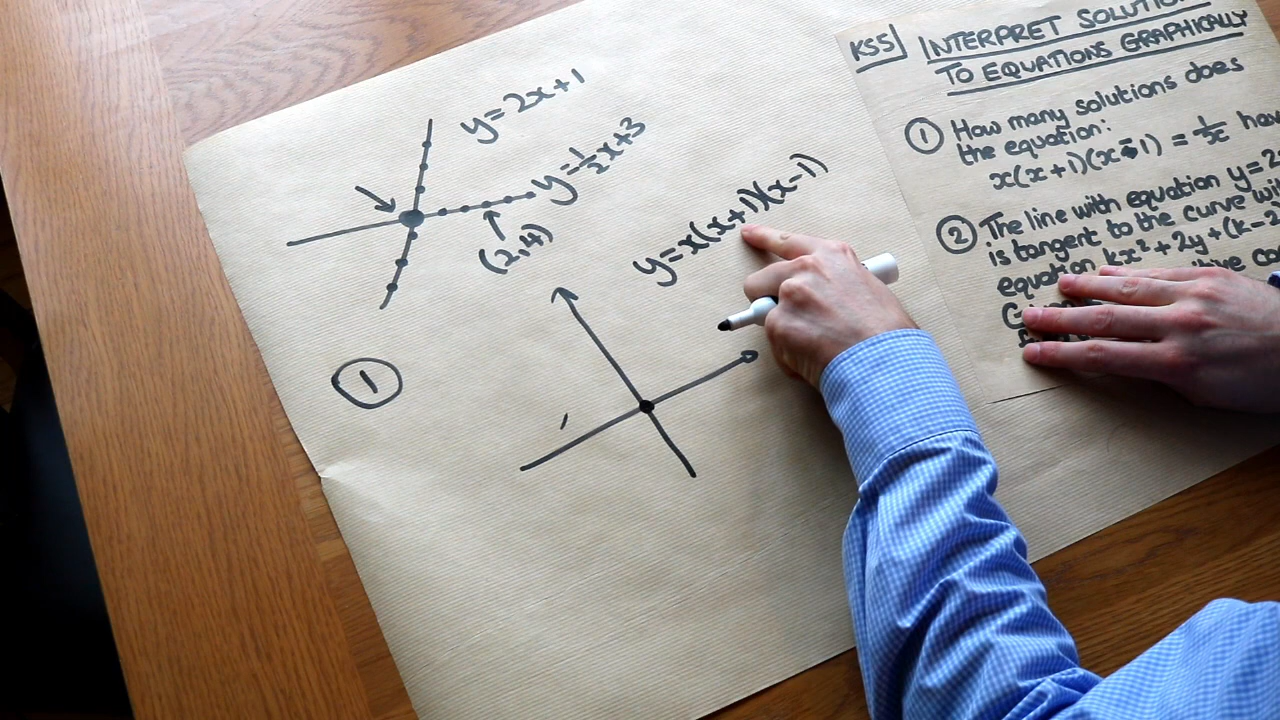 y=2x+1
y=½x+3
(2,4)
①
y=x(x+1)(x-1)
KS5
INTERPRET
TO EQUATIONS GRAPHICALLY
① How many solutions does
the equation:
x(x+1)(x-1) = 1/x
② The line with equation
is tangent to the curve
equation kx²+2y+(k-2